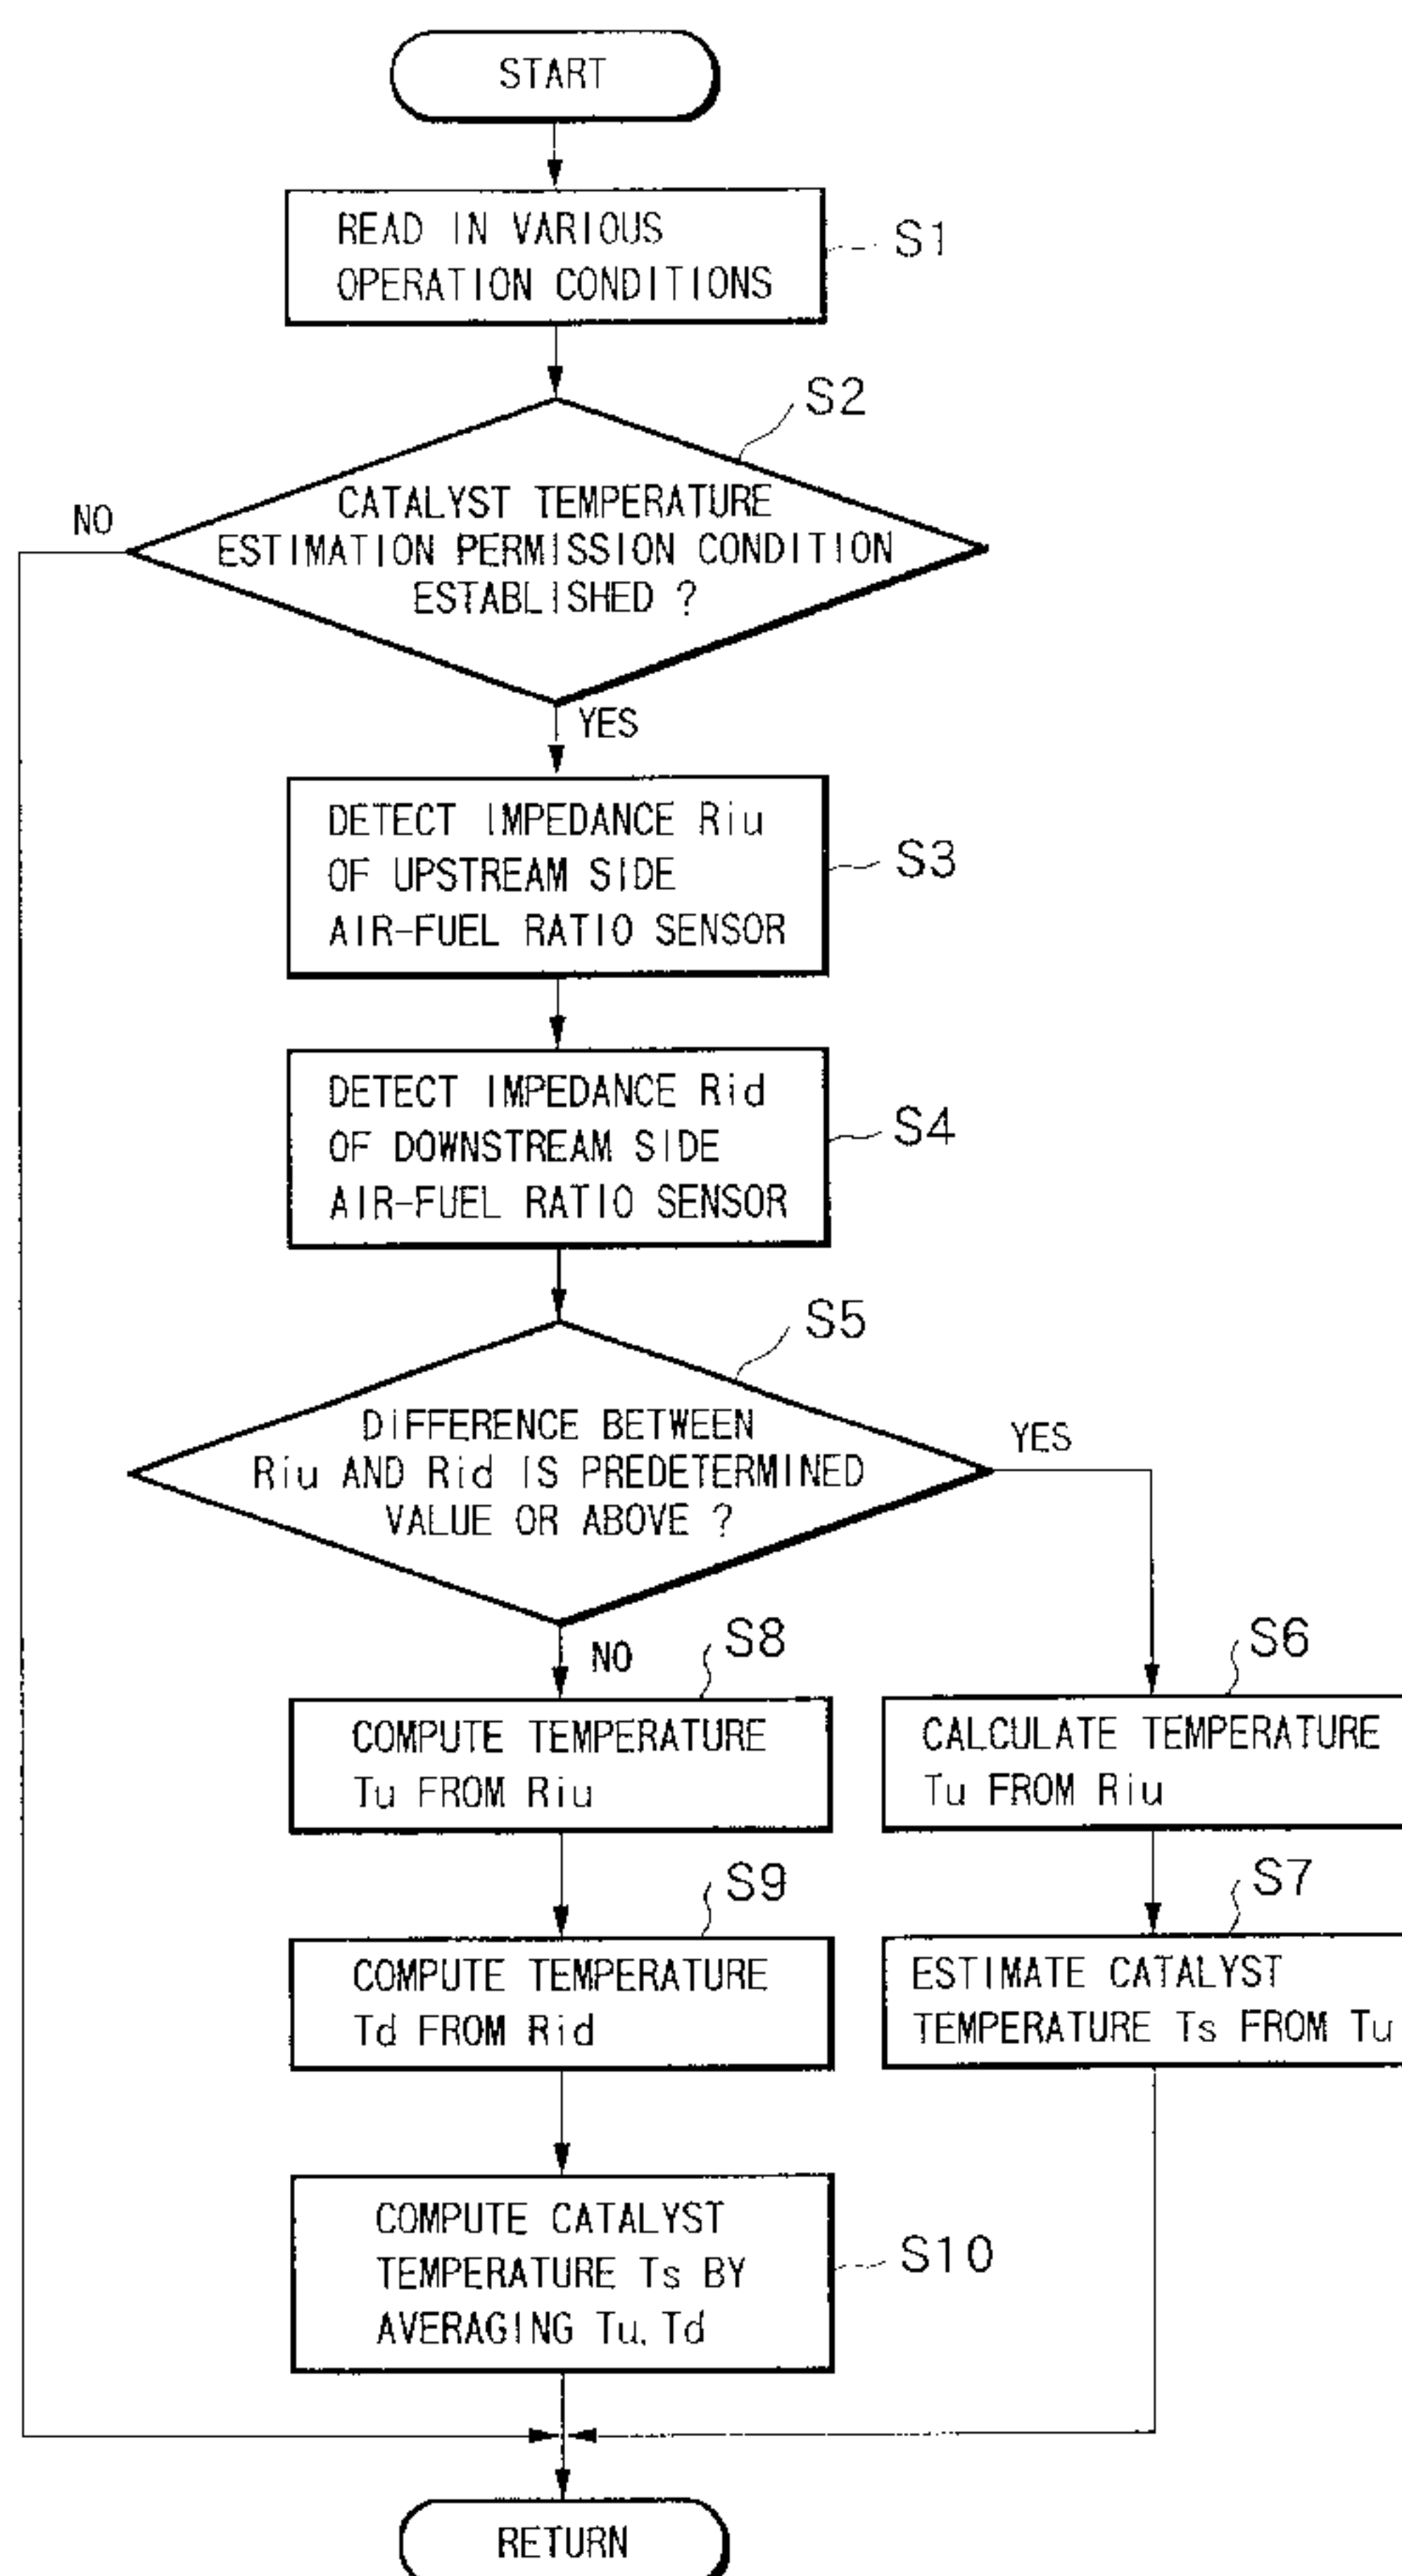 START
READ IN VARIOUS
OPERATION CONDITIONS
S1
S2
CATALYST TEMPERATURE
ESTIMATION PERMISSION CONDITION
ESTABLISHED ?
NO
YES
DETECT IMPEDANCE Riu
OF UPSTREAM SIDE
AIR-FUEL RATIO SENSOR
S3
DETECT IMPEDANCE Rid
OF DOWNSTREAM SIDE
AIR-FUEL RATIO SENSOR
S4
S5
DIFFERENCE BETWEEN
Riu AND Rid IS PREDETERMINED
VALUE OR ABOVE ?
YES
NO
S8
COMPUTE TEMPERATURE
Tu FROM Riu
S6
CALCULATE TEMPERATURE
Tu FROM Riu
S9
COMPUTE TEMPERATURE
Td FROM Rid
S7
ESTIMATE CATALYST
TEMPERATURE Ts FROM Tu
COMPUTE CATALYST
TEMPERATURE Ts BY
AVERAGING Tu, Td
S10
RETURN